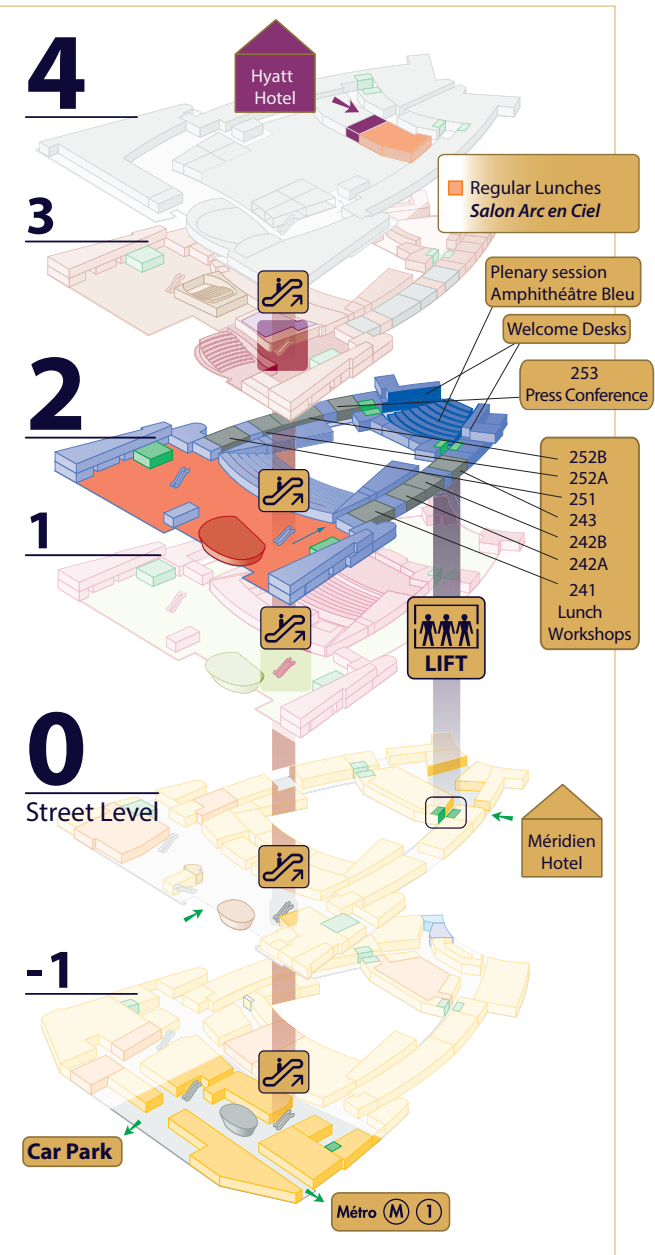 4
Hyatt
Hotel
Regular Lunches
Salon Arc en Ciel
3
Plenary session
Amphithéâtre Bleu
Welcome Desks
253
Press Conference
2
252B
252A
251
243
242B
242A
241
Lunch
Workshops
1
LIFT
0
Street Level
Méridien
Hotel
-1
Car Park
Métro M 1